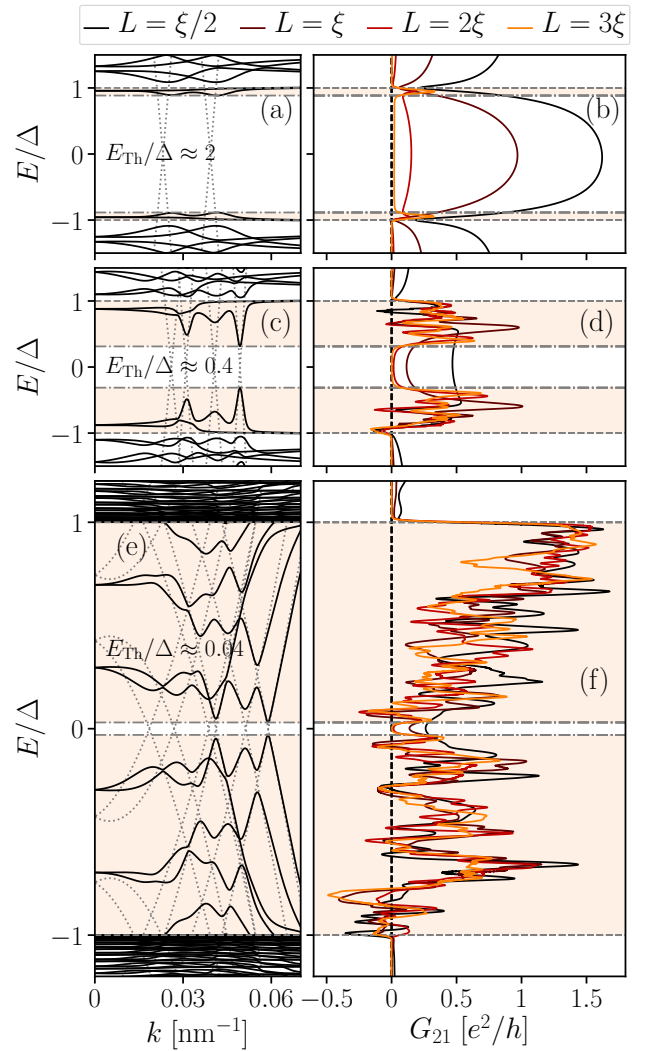 L = ξ/2 L = ξ L = 2ξ L = 3ξ
E/Δ
1
0
−1
(a)
E_Th/Δ ≈ 2
(b)
E/Δ
1
0
−1
(c)
E_Th/Δ ≈ 0.4
(d)
E/Δ
1
0
−1
(e)
E_Th/Δ ≈ 0.04
(f)
0 0.03 0.06
k [nm⁻¹]
−0.5 0 0.5 1 1.5
G₂₁ [e²/h]